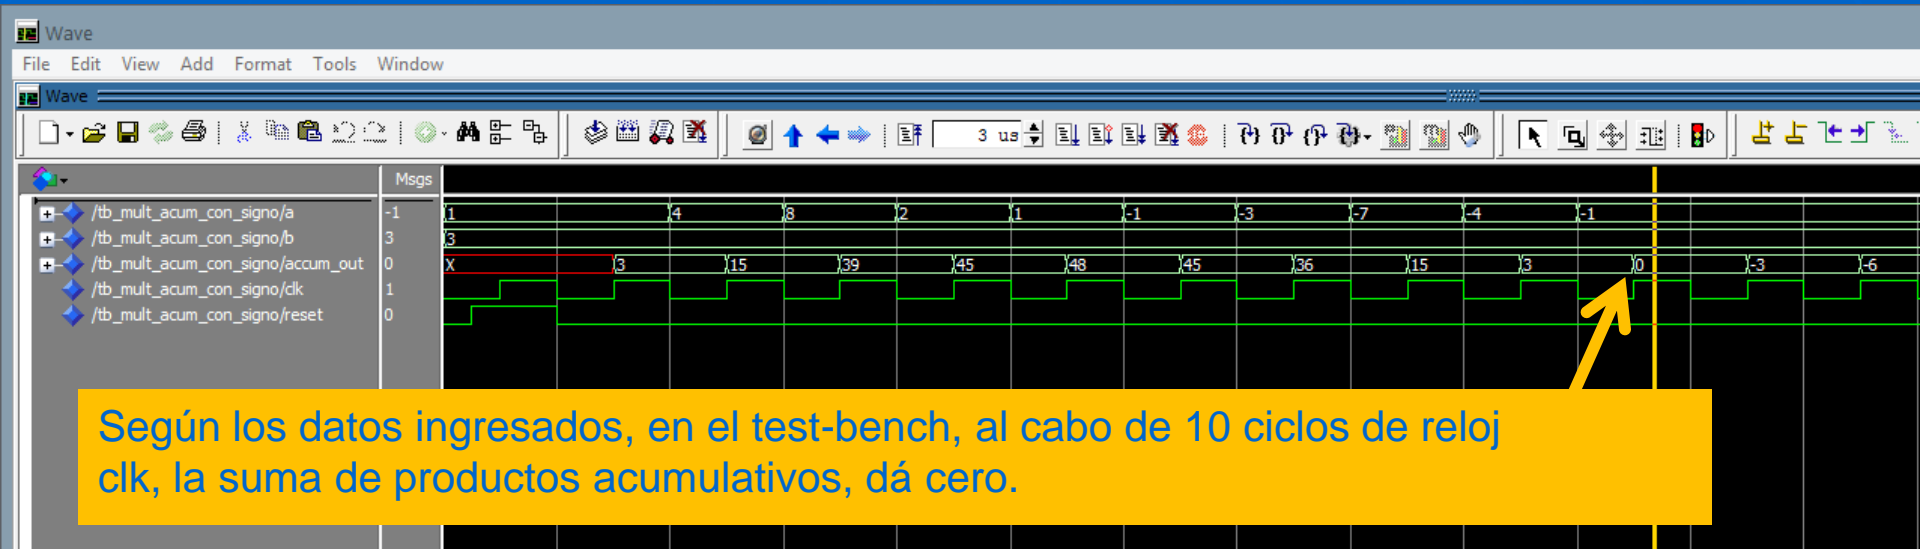 Wave
File Edit View Add Format Tools Window
Wave
3 us
Msgs
/tb_mult_acum_con_signo/a -1 1 4 8 2 1 -1 -3 -7 -4 -1
/tb_mult_acum_con_signo/b 3 3
/tb_mult_acum_con_signo/accum_out 0 X 3 15 39 45 48 45 36 15 3 0 -3 -6
/tb_mult_acum_con_signo/clk 1
/tb_mult_acum_con_signo/reset 0
Según los datos ingresados, en el test-bench, al cabo de 10 ciclos de reloj
clk, la suma de productos acumulativos, dá cero.